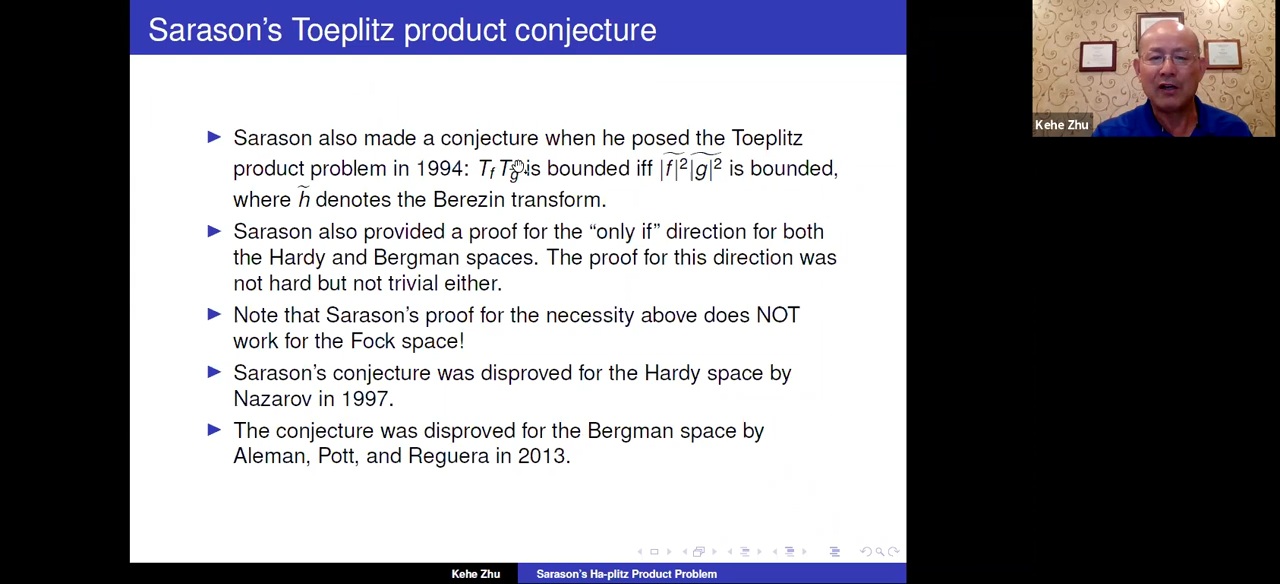 Sarason's Toeplitz product conjecture
Sarason also made a conjecture when he posed the Toeplitz
product problem in 1994: T_f T_g̅ is bounded iff |f|²~ |g|²~ is bounded,
where h̃ denotes the Berezin transform.
Sarason also provided a proof for the “only if” direction for both
the Hardy and Bergman spaces. The proof for this direction was
not hard but not trivial either.
Note that Sarason's proof for the necessity above does NOT
work for the Fock space!
Sarason's conjecture was disproved for the Hardy space by
Nazarov in 1997.
The conjecture was disproved for the Bergman space by
Aleman, Pott, and Reguera in 2013.
Kehe Zhu
Sarason's Ha-plitz Product Problem
Kehe Zhu